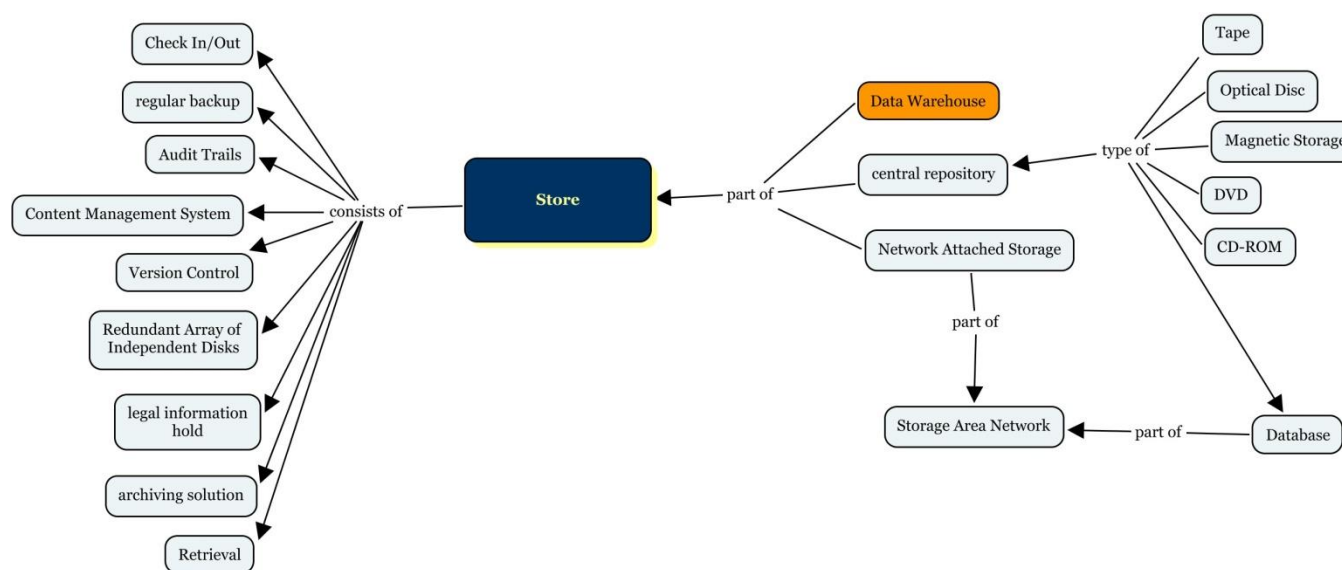 Check In/Out
regular backup
Audit Trails
Content Management System
consists of
Version Control
Redundant Array of
Independent Disks
legal information
hold
archiving solution
Retrieval
Store
part of
Data Warehouse
central repository
Network Attached Storage
part of
Storage Area Network
part of
type of
Tape
Optical Disc
Magnetic Storage
DVD
CD-ROM
Database